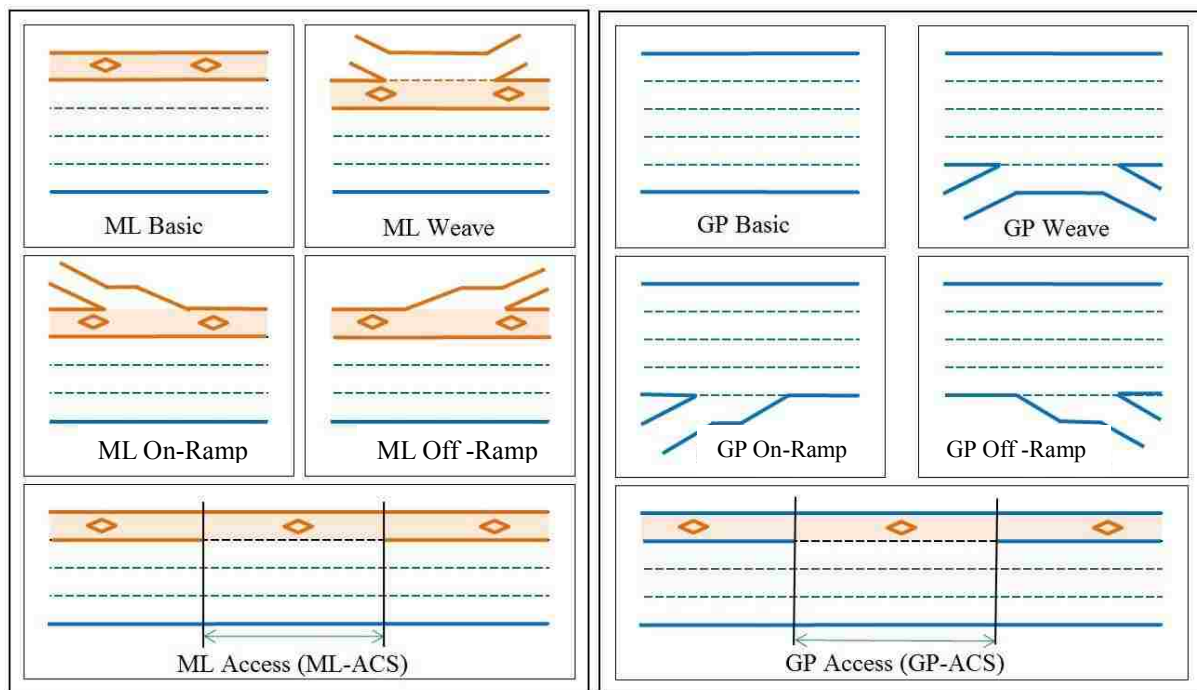 ML Basic
ML Weave
ML On-Ramp
ML Off -Ramp
ML Access (ML-ACS)
GP Basic
GP Weave
GP On-Ramp
GP Off -Ramp
GP Access (GP-ACS)